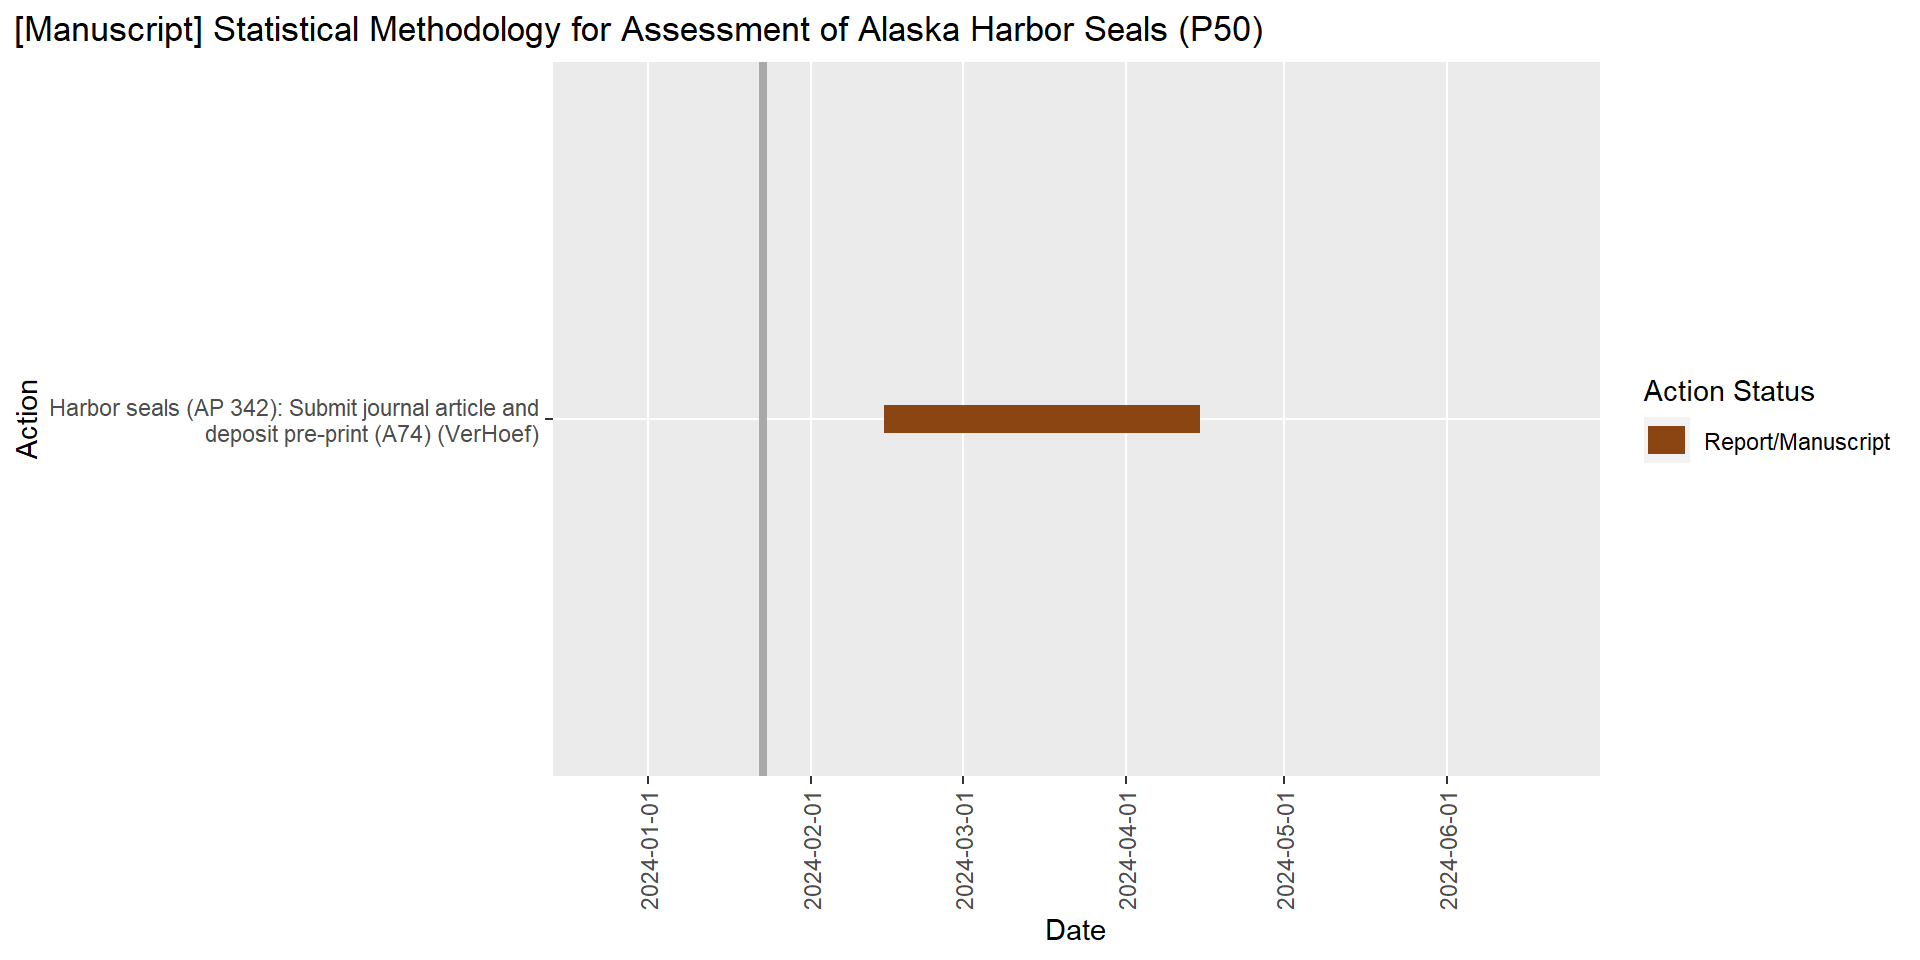 [Manuscript] Statistical Methodology for Assessment of Alaska Harbor Seals (P50)
Action
Harbor seals (AP 342): Submit journal article and
deposit pre-print (A74) (VerHoef)
2024-01-01
2024-02-01
2024-03-01
2024-04-01
2024-05-01
2024-06-01
Date
Action Status
Report/Manuscript